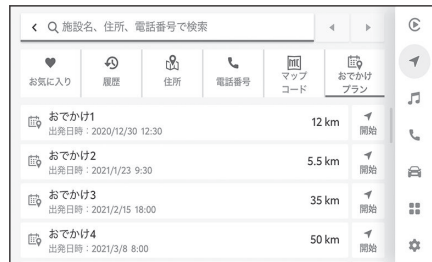 施設名、住所、電話番号で検索
お気に入り
履歴
住所
電話番号
マップ
コード
おでかけ
プラン
おでかけ1
12 km
出発日時：2020/12/30 12:30
開始
おでかけ2
5.5 km
出発日時：2021/1/23 9:30
開始
おでかけ3
35 km
出発日時：2021/2/15 18:00
開始
おでかけ4
50 km
出発日時：2021/3/8 8:00
開始